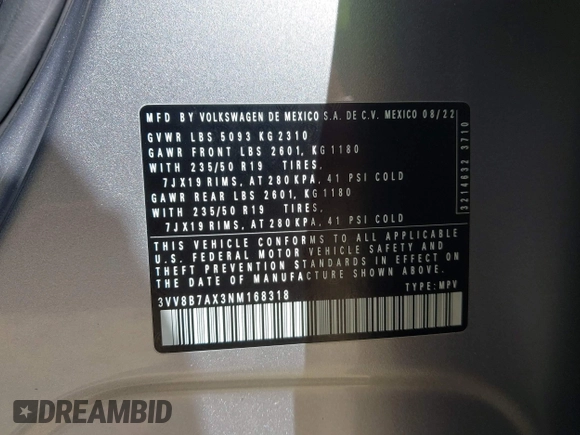 MFD. BY VOLKSWAGEN DE MEXICO S.A. DE C.V. MEXICO 08/22
GVWR LBS 5093 KG 2310
GAWR FRONT LBS 2601, KG 1180
WITH 235/50 R19 TIRES,
7JX19 RIMS, AT 280 KPA, 41 PSI COLD
GAWR REAR LBS 2601, KG 1180
WITH 235/50 R19 TIRES,
7JX19 RIMS, AT 280 KPA, 41 PSI COLD
THIS VEHICLE CONFORMS TO ALL APPLICABLE
U.S. FEDERAL MOTOR VEHICLE SAFETY AND
THEFT PREVENTION STANDARDS IN EFFECT ON
THE DATE OF MANUFACTURE SHOWN ABOVE.
3VV8B7AX3NM168318 TYPE: MPV
3214632 3710
DREAMBID